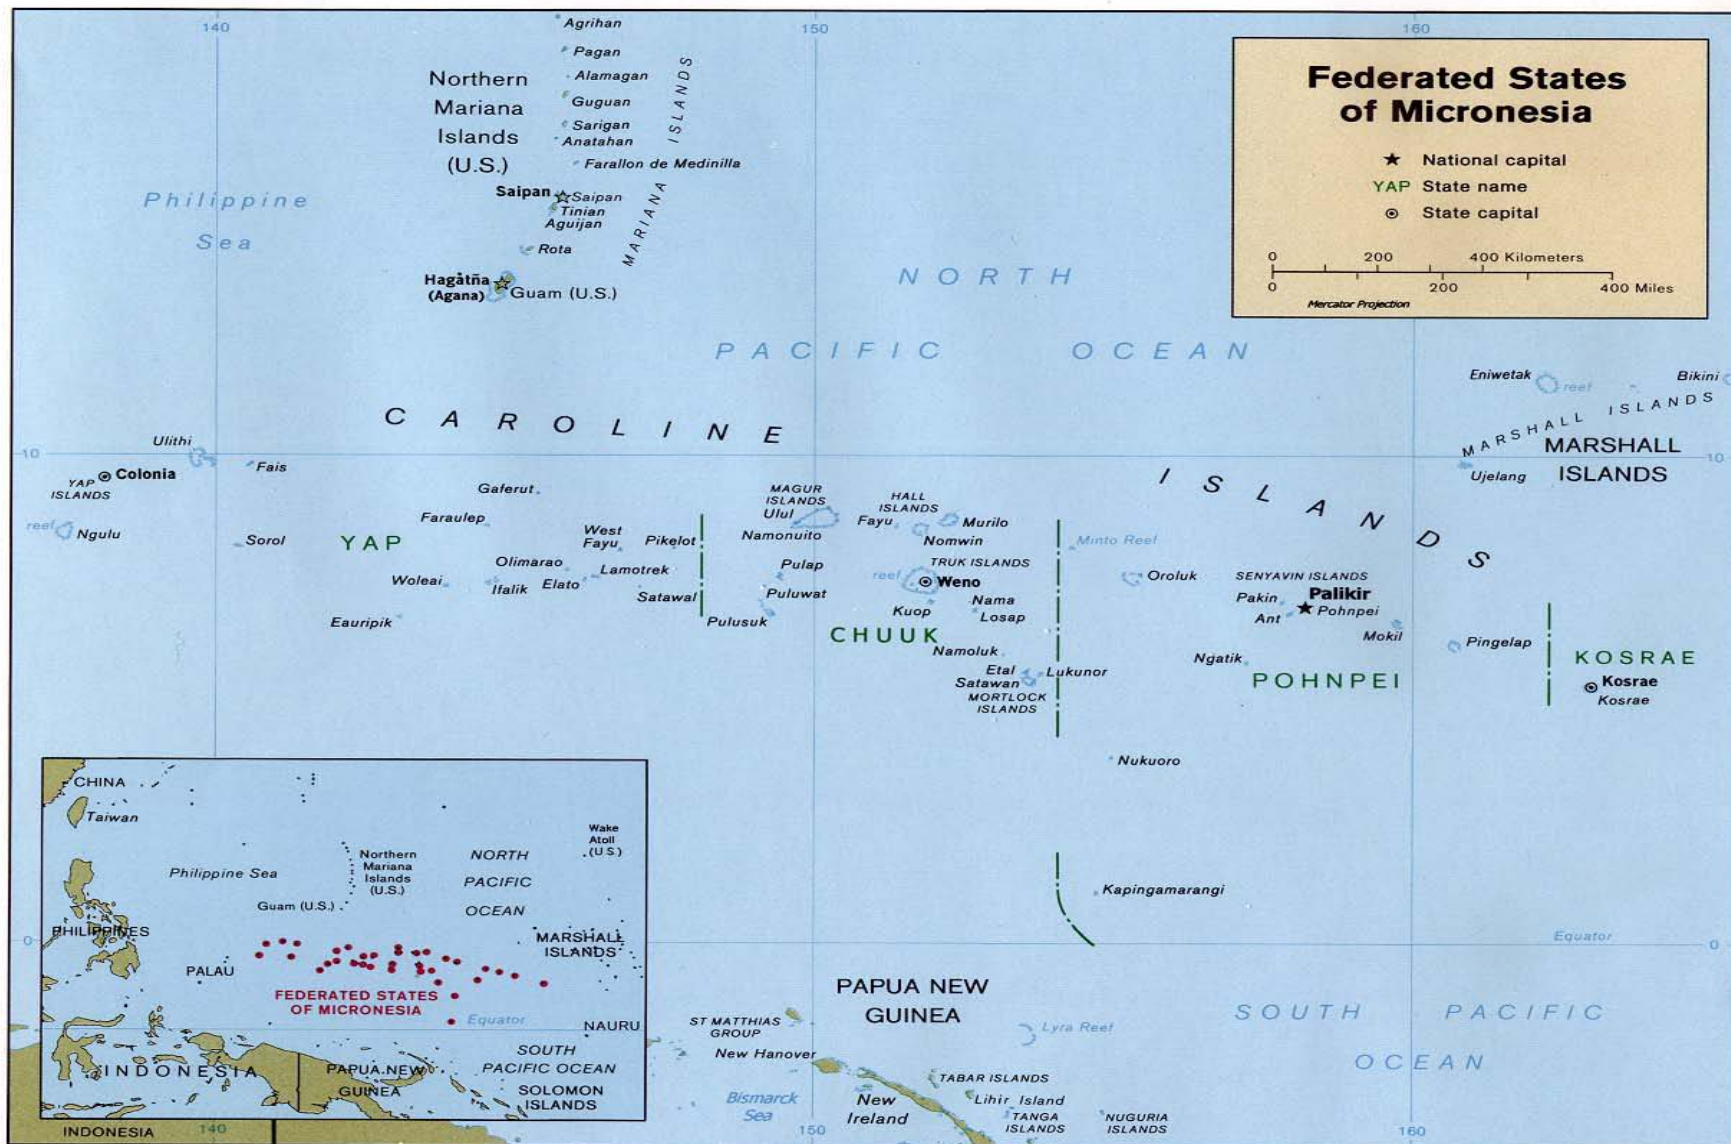 140
150
160
Agrihan
Pagan
Alamagan
Guguan
Sarigan
Anatahan
Farallon de Medinilla
Northern
Mariana
Islands
(U.S.)
MARIANA ISLANDS
Saipan
Saipan
Tinian
Aguijan
Rota
Hagåtña
(Agana)
Guam (U.S.)
Philippine
Sea
Federated States
of Micronesia
National capital
YAP State name
State capital
0 200 400 Kilometers
0 200 400 Miles
Mercator Projection
NORTH
PACIFIC OCEAN
Eniwetak
reef
Bikini
MARSHALL ISLANDS
MARSHALL
ISLANDS
Ujelang
CAROLINE ISLANDS
10
10
Ulithi
Colonia
YAP
ISLANDS
Fais
reef
Ngulu
Sorol
YAP
Gaferut
Faraulep
West
Fayu
Pikelot
Olimarao
Lamotrek
Woleai
Ifalik
Elato
Satawal
Eauripik
MAGUR
ISLANDS
Ulul
Namonuito
Pulap
Puluwat
Pulusuk
HALL
ISLANDS
Fayu
Murilo
Nomwin
TRUK ISLANDS
reef
Weno
Kuop
Nama
Losap
CHUUK
Namoluk
Etal
Lukunor
Satawan
MORTLOCK
ISLANDS
Minto Reef
Oroluk
SENYAVIN ISLANDS
Palikir
Pakin
Pohnpei
Ant
Mokil
Pingelap
Ngatik
POHNPEI
KOSRAE
Kosrae
Kosrae
Nukuoro
Kapingamarangi
0
Equator
0
PAPUA NEW
GUINEA
SOUTH PACIFIC
OCEAN
ST MATTHIAS
GROUP
New Hanover
Lyra Reef
TABAR ISLANDS
Lihir Island
Bismarck
Sea
New
Ireland
TANGA
ISLANDS
NUGURIA
ISLANDS
CHINA
Taiwan
Wake
Atoll
(U.S.)
Philippine Sea
Northern
Mariana
Islands
(U.S.)
NORTH
PACIFIC
OCEAN
Guam (U.S.)
PHILIPPINES
MARSHALL
ISLANDS
PALAU
FEDERATED STATES
OF MICRONESIA
Equator
NAURU
SOUTH
PACIFIC OCEAN
INDONESIA
PAPUA NEW
GUINEA
SOLOMON
ISLANDS
INDONESIA
140
150
160